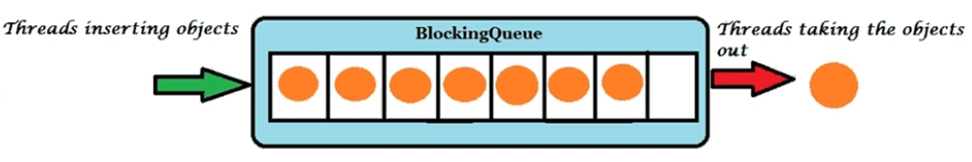 Threads inserting objects
BlockingQueue
Threads taking the objects
out